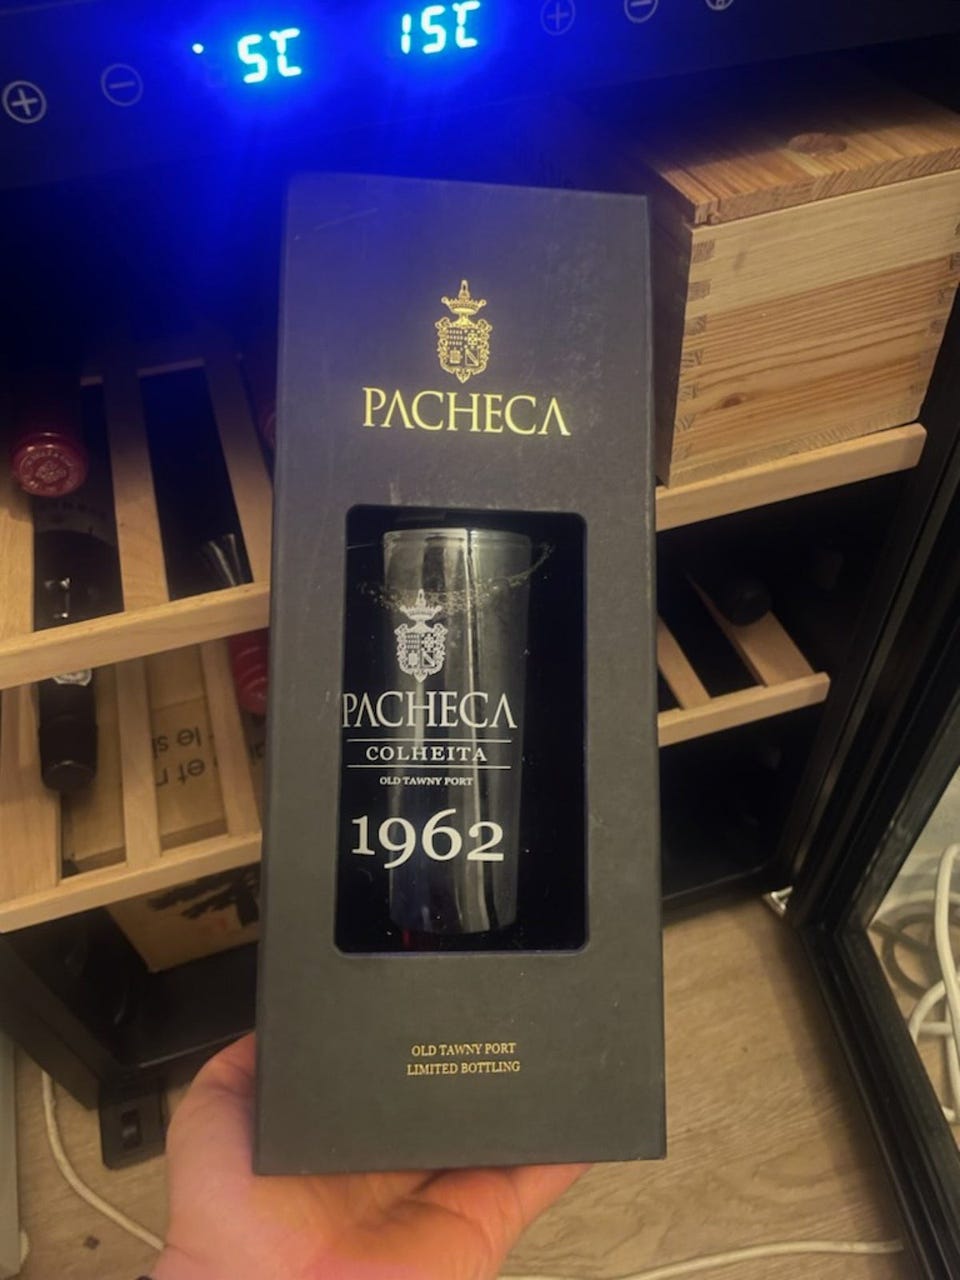 5C
15C
PACHECA
PACHECA
COLHEITA
OLD TAWNY PORT
1962
OLD TAWNY PORT
LIMITED BOTTLING